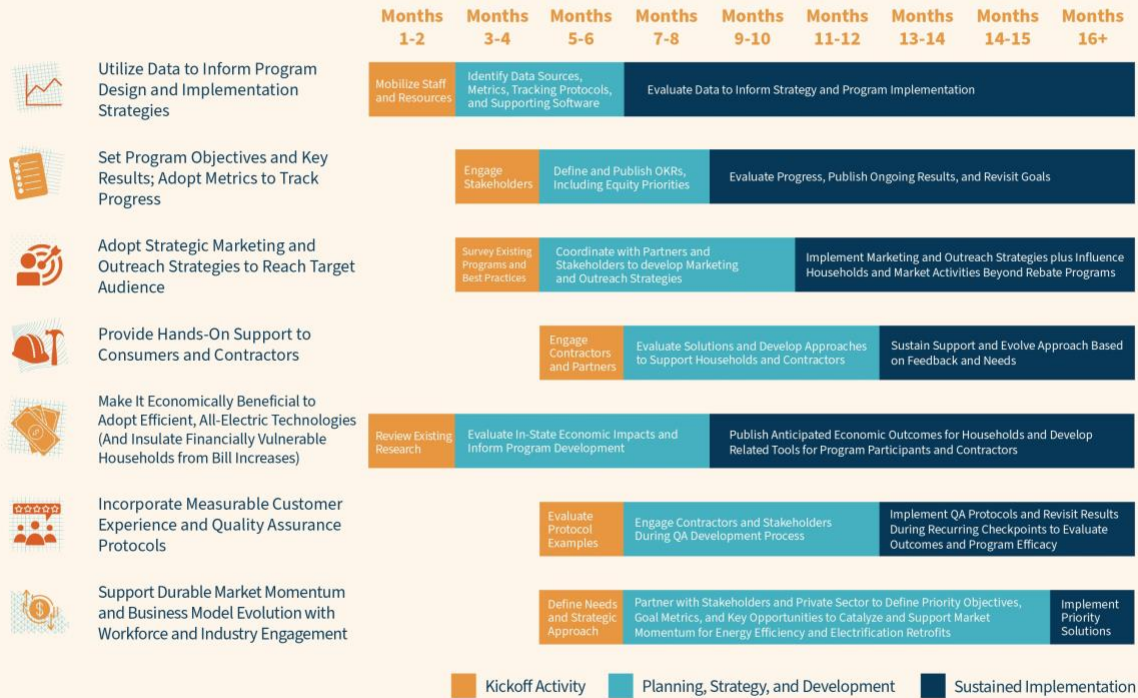 Months Months Months Months Months Months Months Months Months
1-2 3-4 5-6 7-8 9-10 11-12 13-14 14-15 16+
Utilize Data to Inform Program
Design and Implementation
Strategies
Mobilize Staff
and Resources
Identify Data Sources,
Metrics, Tracking Protocols,
and Supporting Software
Evaluate Data to Inform Strategy and Program Implementation
Set Program Objectives and Key
Results; Adopt Metrics to Track
Progress
Engage
Stakeholders
Define and Publish OKRs,
Including Equity Priorities
Evaluate Progress, Publish Ongoing Results, and Revisit Goals
Adopt Strategic Marketing and
Outreach Strategies to Reach Target
Audience
Survey Existing
Programs and
Best Practices
Coordinate with Partners and
Stakeholders to develop Marketing
and Outreach Strategies
Implement Marketing and Outreach Strategies plus Influence
Households and Market Activities Beyond Rebate Programs
Provide Hands-On Support to
Consumers and Contractors
Engage
Contractors
and Partners
Evaluate Solutions and Develop Approaches
to Support Households and Contractors
Sustain Support and Evolve Approach Based
on Feedback and Needs
Make It Economically Beneficial to
Adopt Efficient, All-Electric Technologies
(And Insulate Financially Vulnerable
Households from Bill Increases)
Review Existing
Research
Evaluate In-State Economic Impacts and
Inform Program Development
Publish Anticipated Economic Outcomes for Households and Develop
Related Tools for Program Participants and Contractors
Incorporate Measurable Customer
Experience and Quality Assurance
Protocols
Evaluate
Protocol
Examples
Engage Contractors and Stakeholders
During QA Development Process
Implement QA Protocols and Revisit Results
During Recurring Checkpoints to Evaluate
Outcomes and Program Efficacy
Support Durable Market Momentum
and Business Model Evolution with
Workforce and Industry Engagement
Define Needs
and Strategic
Approach
Partner with Stakeholders and Private Sector to Define Priority Objectives,
Goal Metrics, and Key Opportunities to Catalyze and Support Market
Momentum for Energy Efficiency and Electrification Retrofits
Implement
Priority
Solutions
Kickoff Activity
Planning, Strategy, and Development
Sustained Implementation